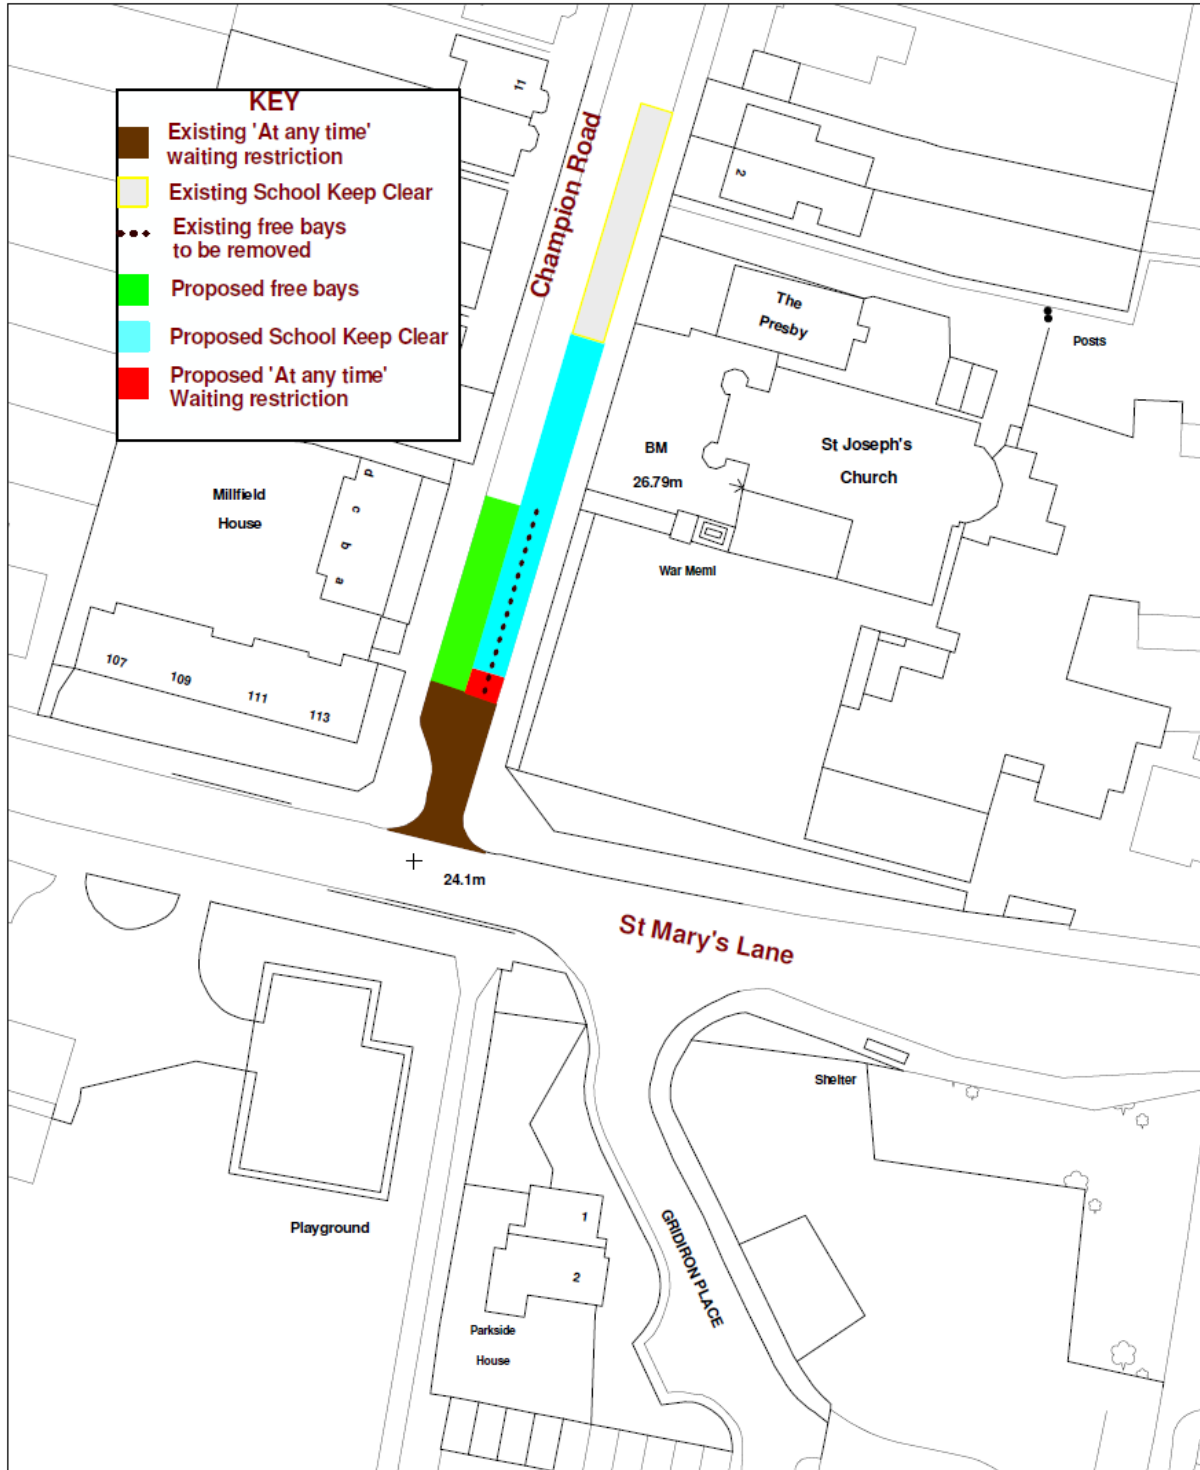 11
KEY
Existing 'At any time'
waiting restriction
Existing School Keep Clear
Existing free bays
to be removed
Proposed free bays
Proposed School Keep Clear
Proposed 'At any time'
Waiting restriction
Champion Road
2
The
Presby
Posts
BM
26.79m
St Joseph's
Church
Millfield
House
d
c
b
a
War Meml
107
109
111
113
24.1m
St Mary's Lane
Shelter
Playground
1
2
GRIDIRON PLACE
Parkside
House